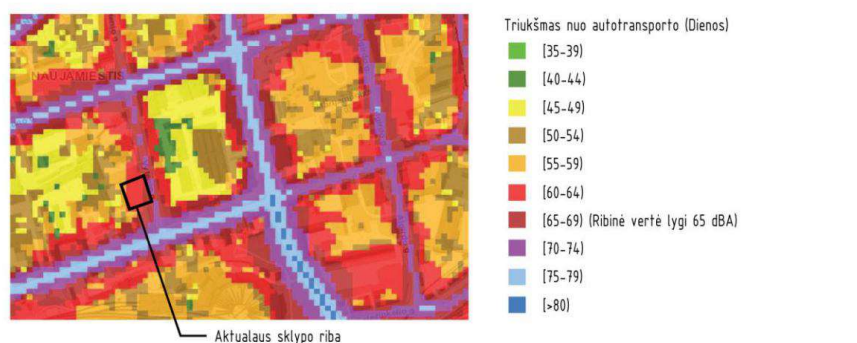 Triukšmas nuo autotransporto (Dienos)
[35-39)
[40-44)
[45-49)
[50-54)
[55-59)
[60-64)
[65-69) (Ribinė vertė lygi 65 dBA)
[70-74)
[75-79)
[>80)
NAUJAMIESTIS
Aktualaus sklypo riba